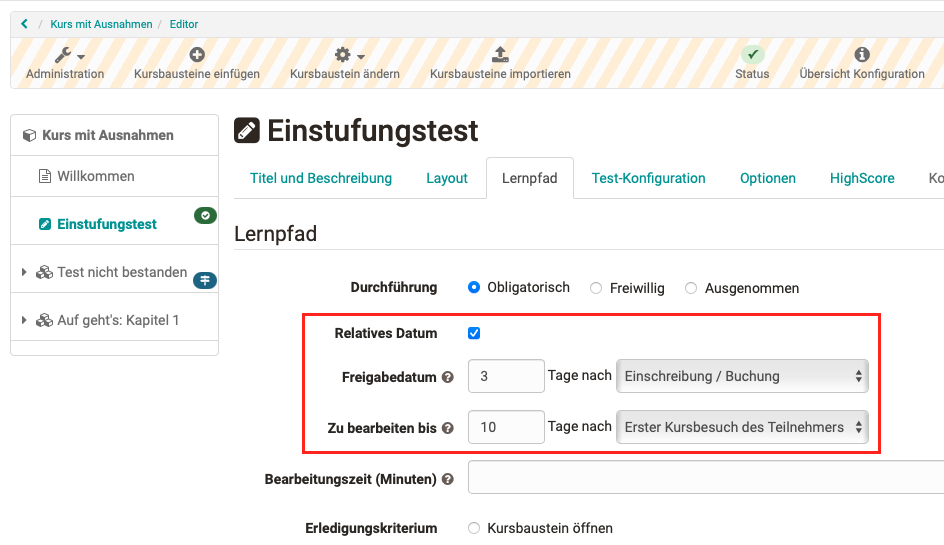 / Kurs mit Ausnahmen / Editor
Administration Kursbausteine einfügen Kursbaustein ändern Kursbausteine importieren Status Übersicht Konfiguration
Kurs mit Ausnahmen
Willkommen
Einstufungstest
Test nicht bestanden
Auf geht's: Kapitel 1
Einstufungstest
Titel und Beschreibung Layout Lernpfad Test-Konfiguration Optionen HighScore Ko
Lernpfad
Durchführung Obligatorisch Freiwillig Ausgenommen
Relatives Datum
Freigabedatum 3 Tage nach Einschreibung / Buchung
Zu bearbeiten bis 10 Tage nach Erster Kursbesuch des Teilnehmers
Bearbeitungszeit (Minuten)
Erledigungskriterium Kursbaustein öffnen